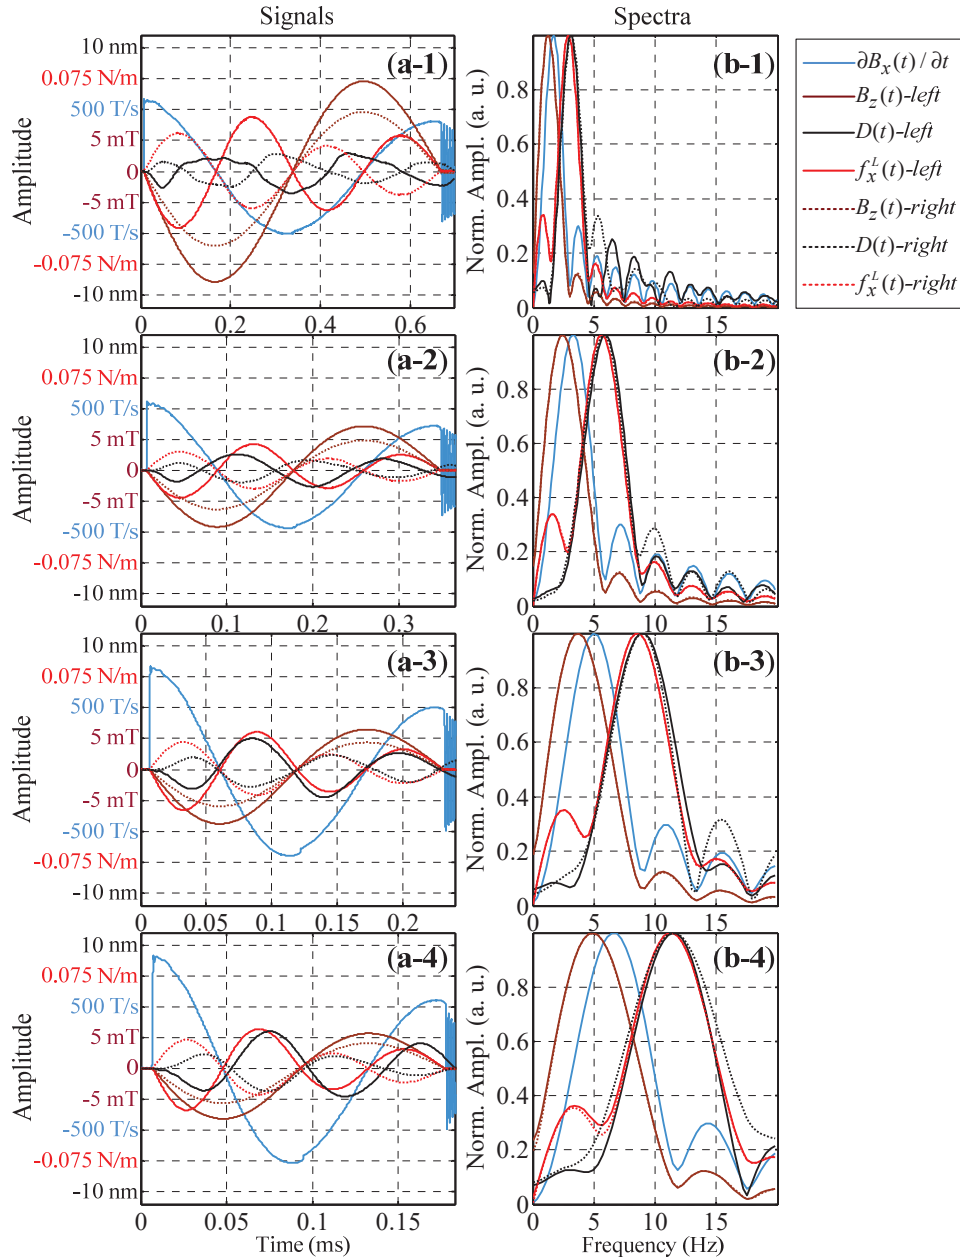 Signals
Spectra
Amplitude
10 nm
0.075 N/m
500 T/s
5 mT
0
-5 mT
-500 T/s
-0.075 N/m
-10 nm
(a-1)
0 0.2 0.4 0.6
Norm. Ampl. (a. u.)
0.8
0.6
0.4
0.2
0
(b-1)
0 5 10 15
∂Bx(t) / ∂t
Bz(t)-left
D(t)-left
fxL(t)-left
Bz(t)-right
D(t)-right
fxL(t)-right
Amplitude
10 nm
0.075 N/m
500 T/s
5 mT
0
-5 mT
-500 T/s
-0.075 N/m
-10 nm
(a-2)
0 0.1 0.2 0.3
Norm. Ampl. (a. u.)
0.8
0.6
0.4
0.2
0
(b-2)
0 5 10 15
Amplitude
10 nm
0.075 N/m
500 T/s
5 mT
0
-5 mT
-500 T/s
-0.075 N/m
-10 nm
(a-3)
0 0.05 0.1 0.15 0.2
Norm. Ampl. (a. u.)
0.8
0.6
0.4
0.2
0
(b-3)
0 5 10 15
Amplitude
10 nm
0.075 N/m
500 T/s
5 mT
0
-5 mT
-500 T/s
-0.075 N/m
-10 nm
(a-4)
0 0.05 0.1 0.15
Time (ms)
Norm. Ampl. (a. u.)
0.8
0.6
0.4
0.2
0
(b-4)
0 5 10 15
Frequency (Hz)